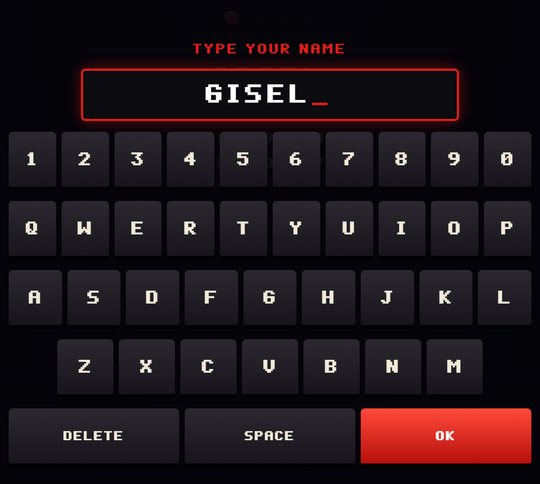 TYPE YOUR NAME
GISEL_
1 2 3 4 5 6 7 8 9 0
Q W E R T Y U I O P
A S D F G H J K L
Z X C V B N M
DELETE SPACE OK